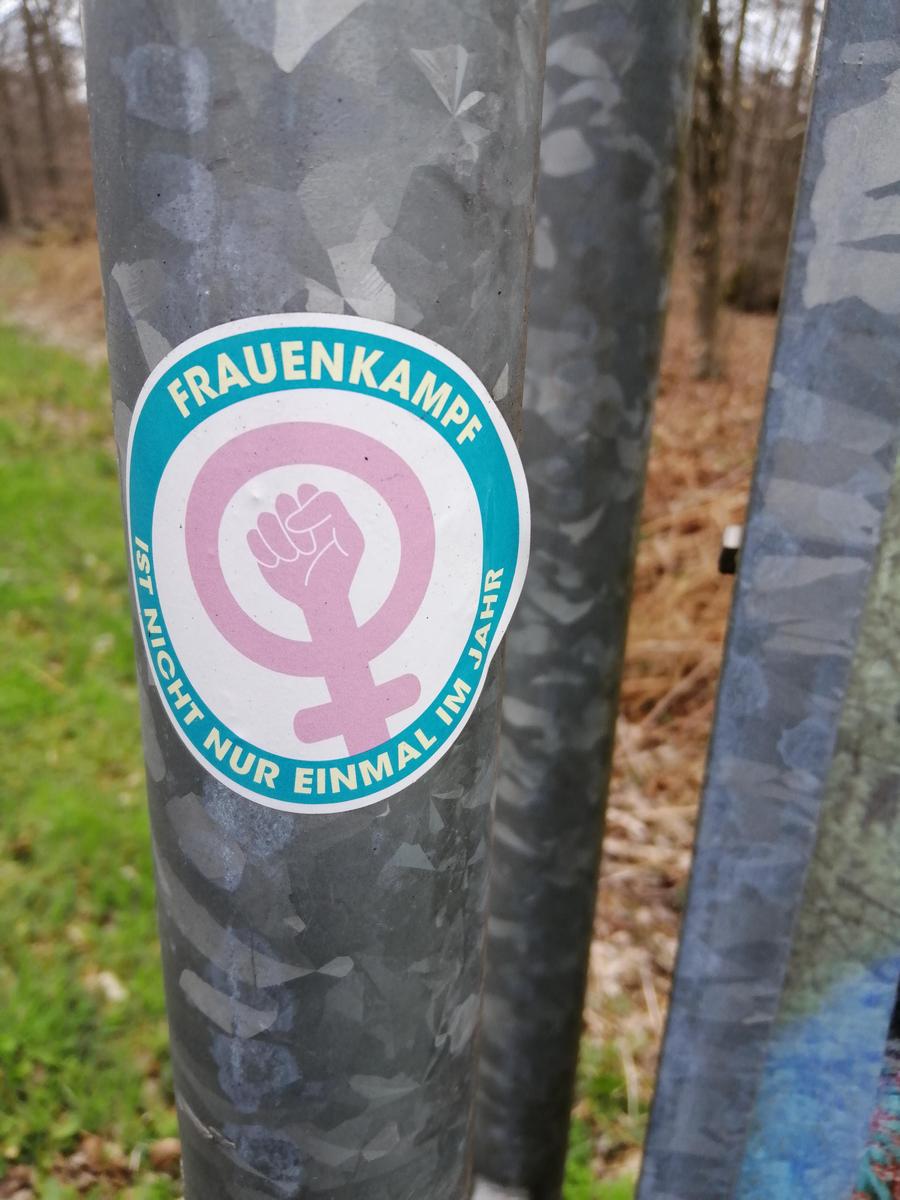 FRAUENKAMPF
IST NICHT NUR EINMAL IM JAHR